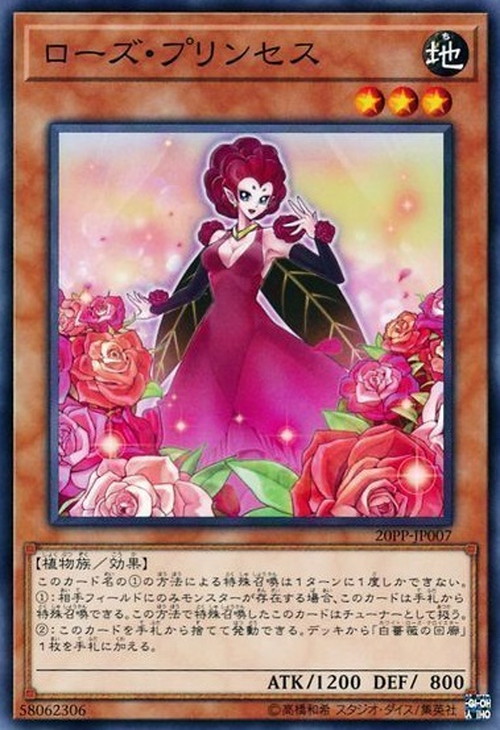 ローズ・プリンセス
地
20PP-JP007
【植物族/効果】
このカード名の①の方法による特殊召喚は1ターンに1度しかできない。
①:相手フィールドにのみモンスターが存在する場合、このカードは手札から
特殊召喚できる。この方法で特殊召喚したこのカードはチューナーとして扱う。
②:このカードを手札から捨てて発動できる。デッキから「白薔薇の回廊」
1枚を手札に加える。
ATK/1200 DEF/ 800
58062306
©高橋和希 スタジオ・ダイス/集英社